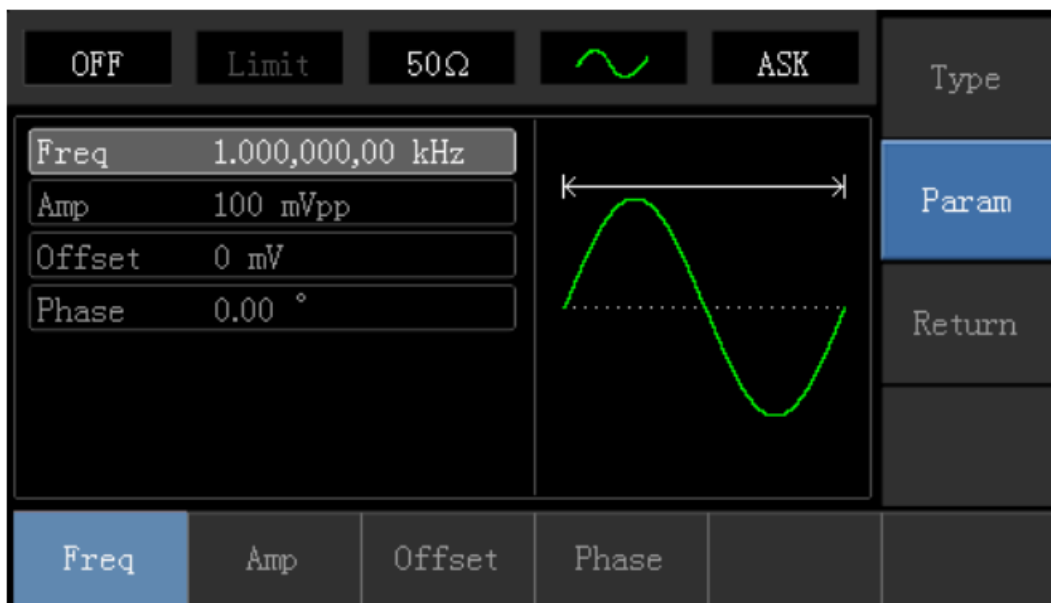 OFF Limit 50Ω ASK
Type
Freq 1.000,000,00 kHz
Amp 100 mVpp
Param
Offset 0 mV
Phase 0.00 °
Return
Freq Amp Offset Phase